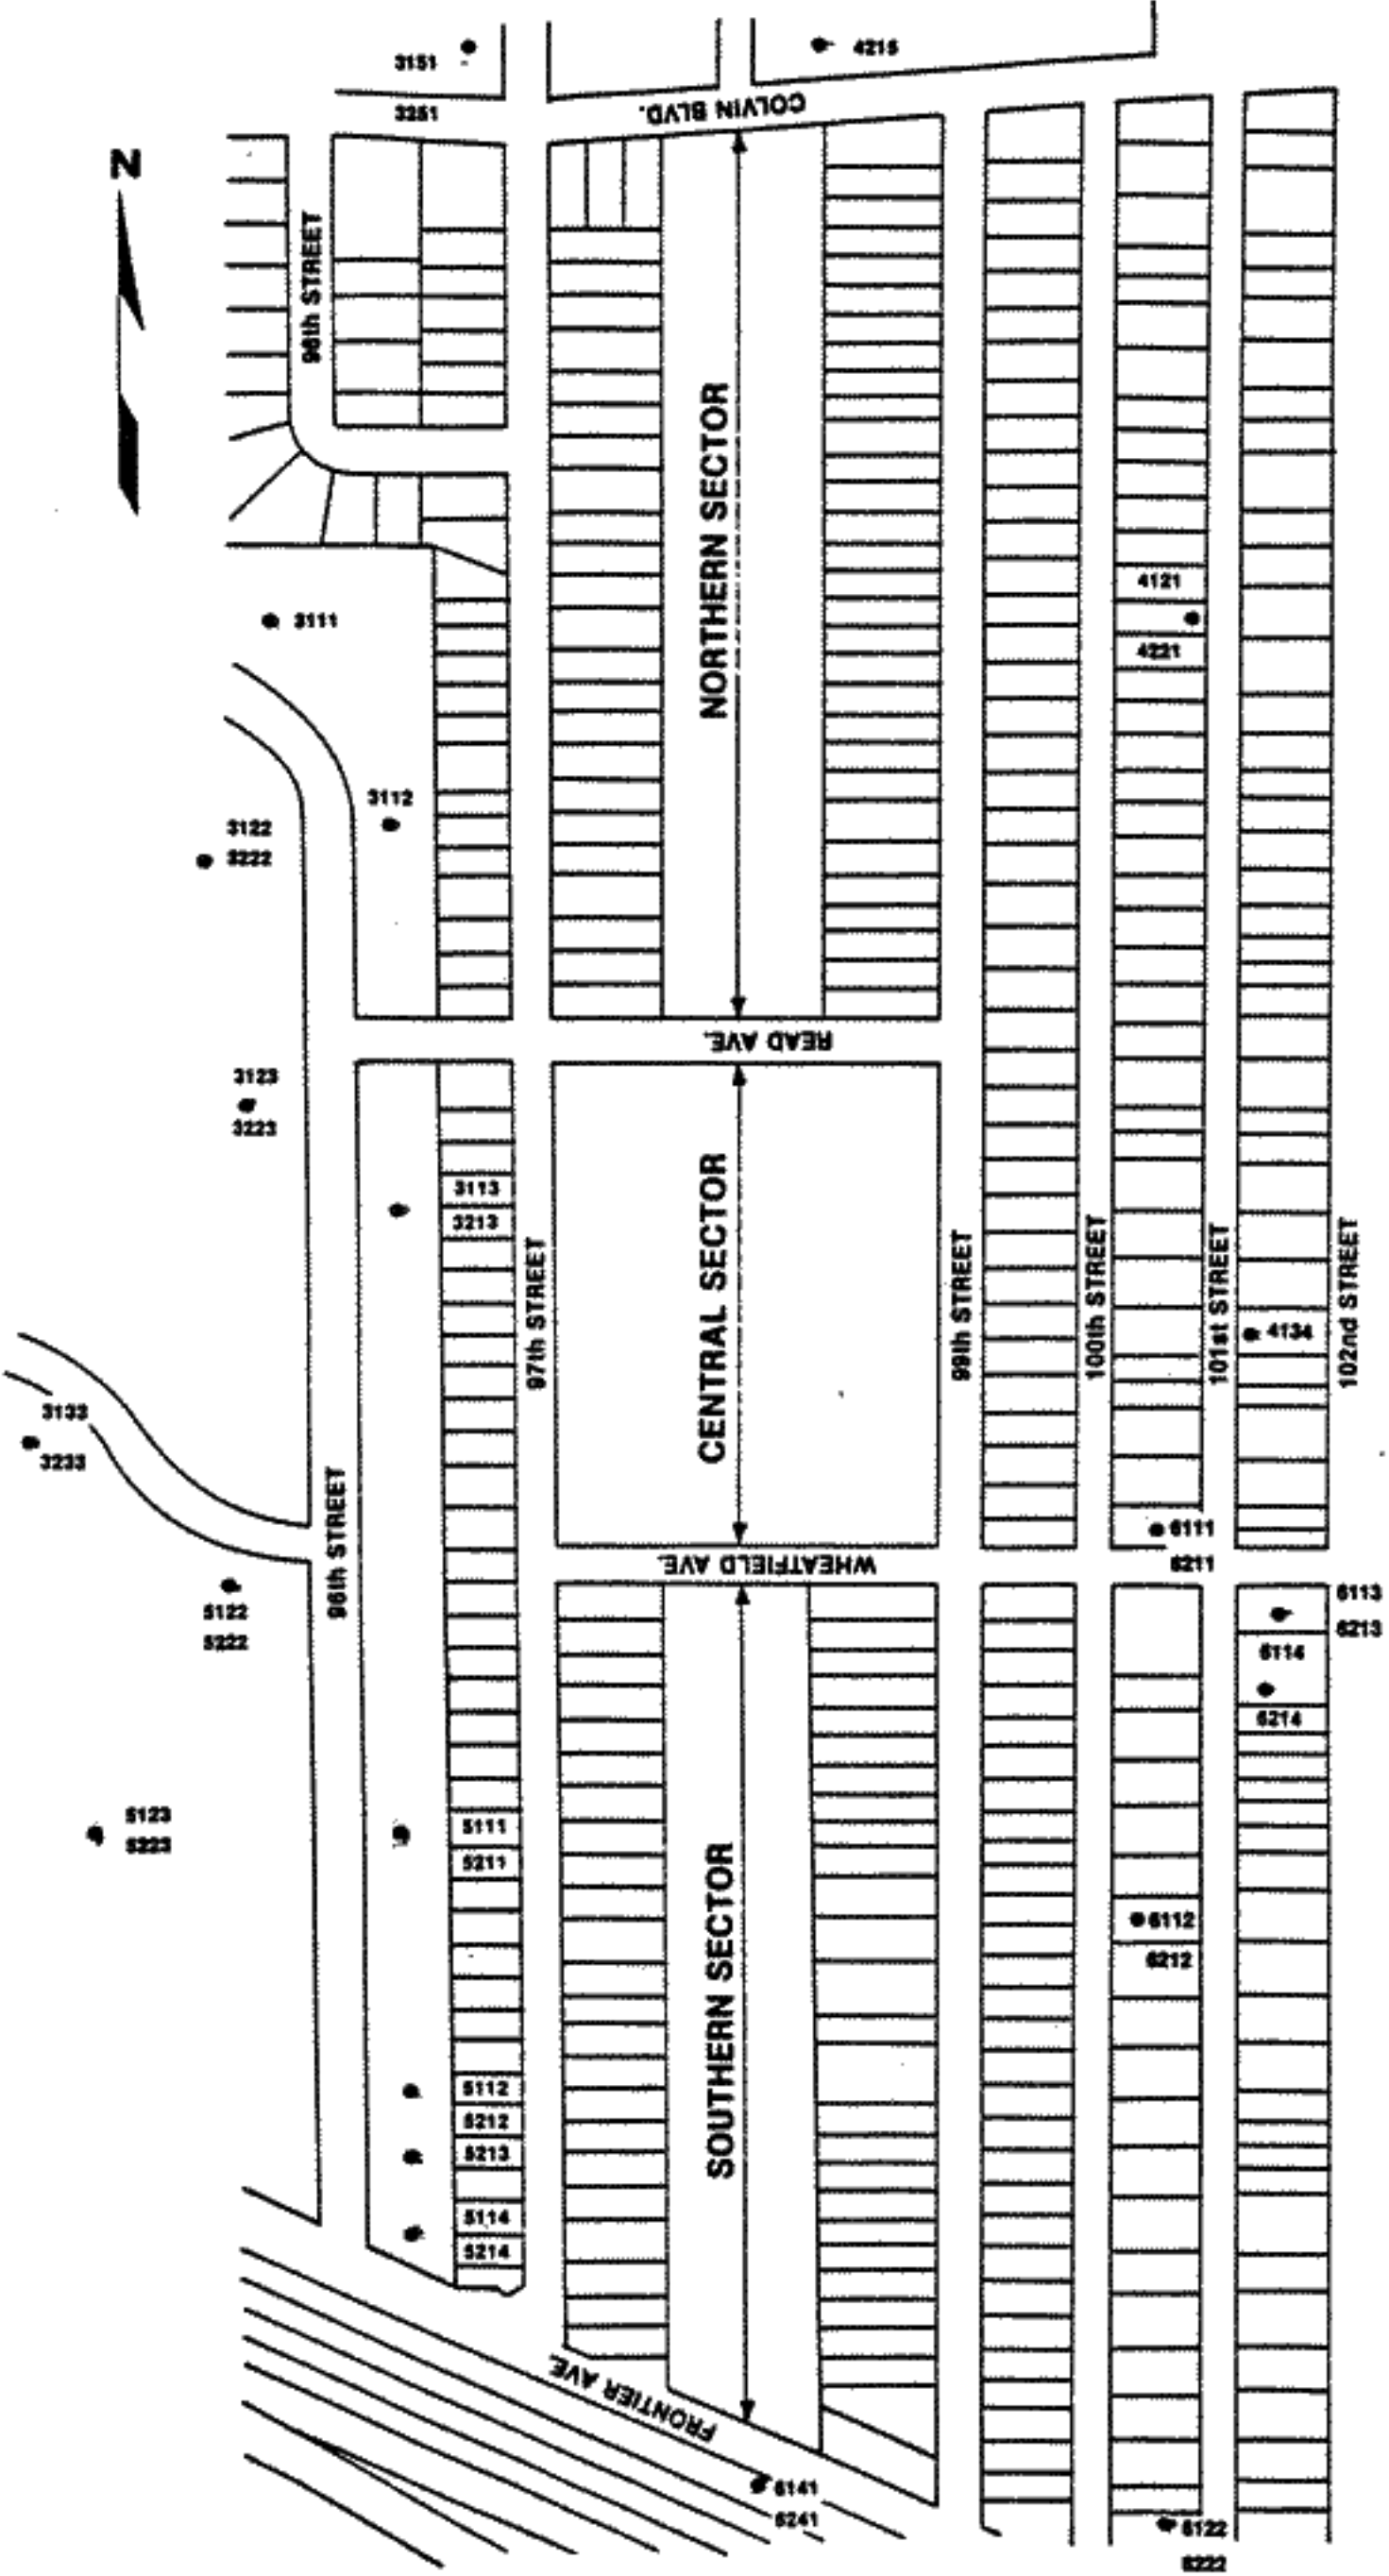 3151
4215
3251
COLVIN BLVD.
N
96th STREET
NORTHERN SECTOR
4121
3111
4221
3112
3122
3222
READ AVE.
3123
3223
3113
3213
97th STREET
CENTRAL SECTOR
99th STREET
100th STREET
101st STREET
102nd STREET
4134
3133
3233
96th STREET
6111
WHEATFIELD AVE.
6211
5122
5222
6113
6213
6114
6214
5123
5223
5111
5211
SOUTHERN SECTOR
6112
6212
5112
5212
5213
5114
5214
FRONTIER AVE.
6141
6241
6122
6222